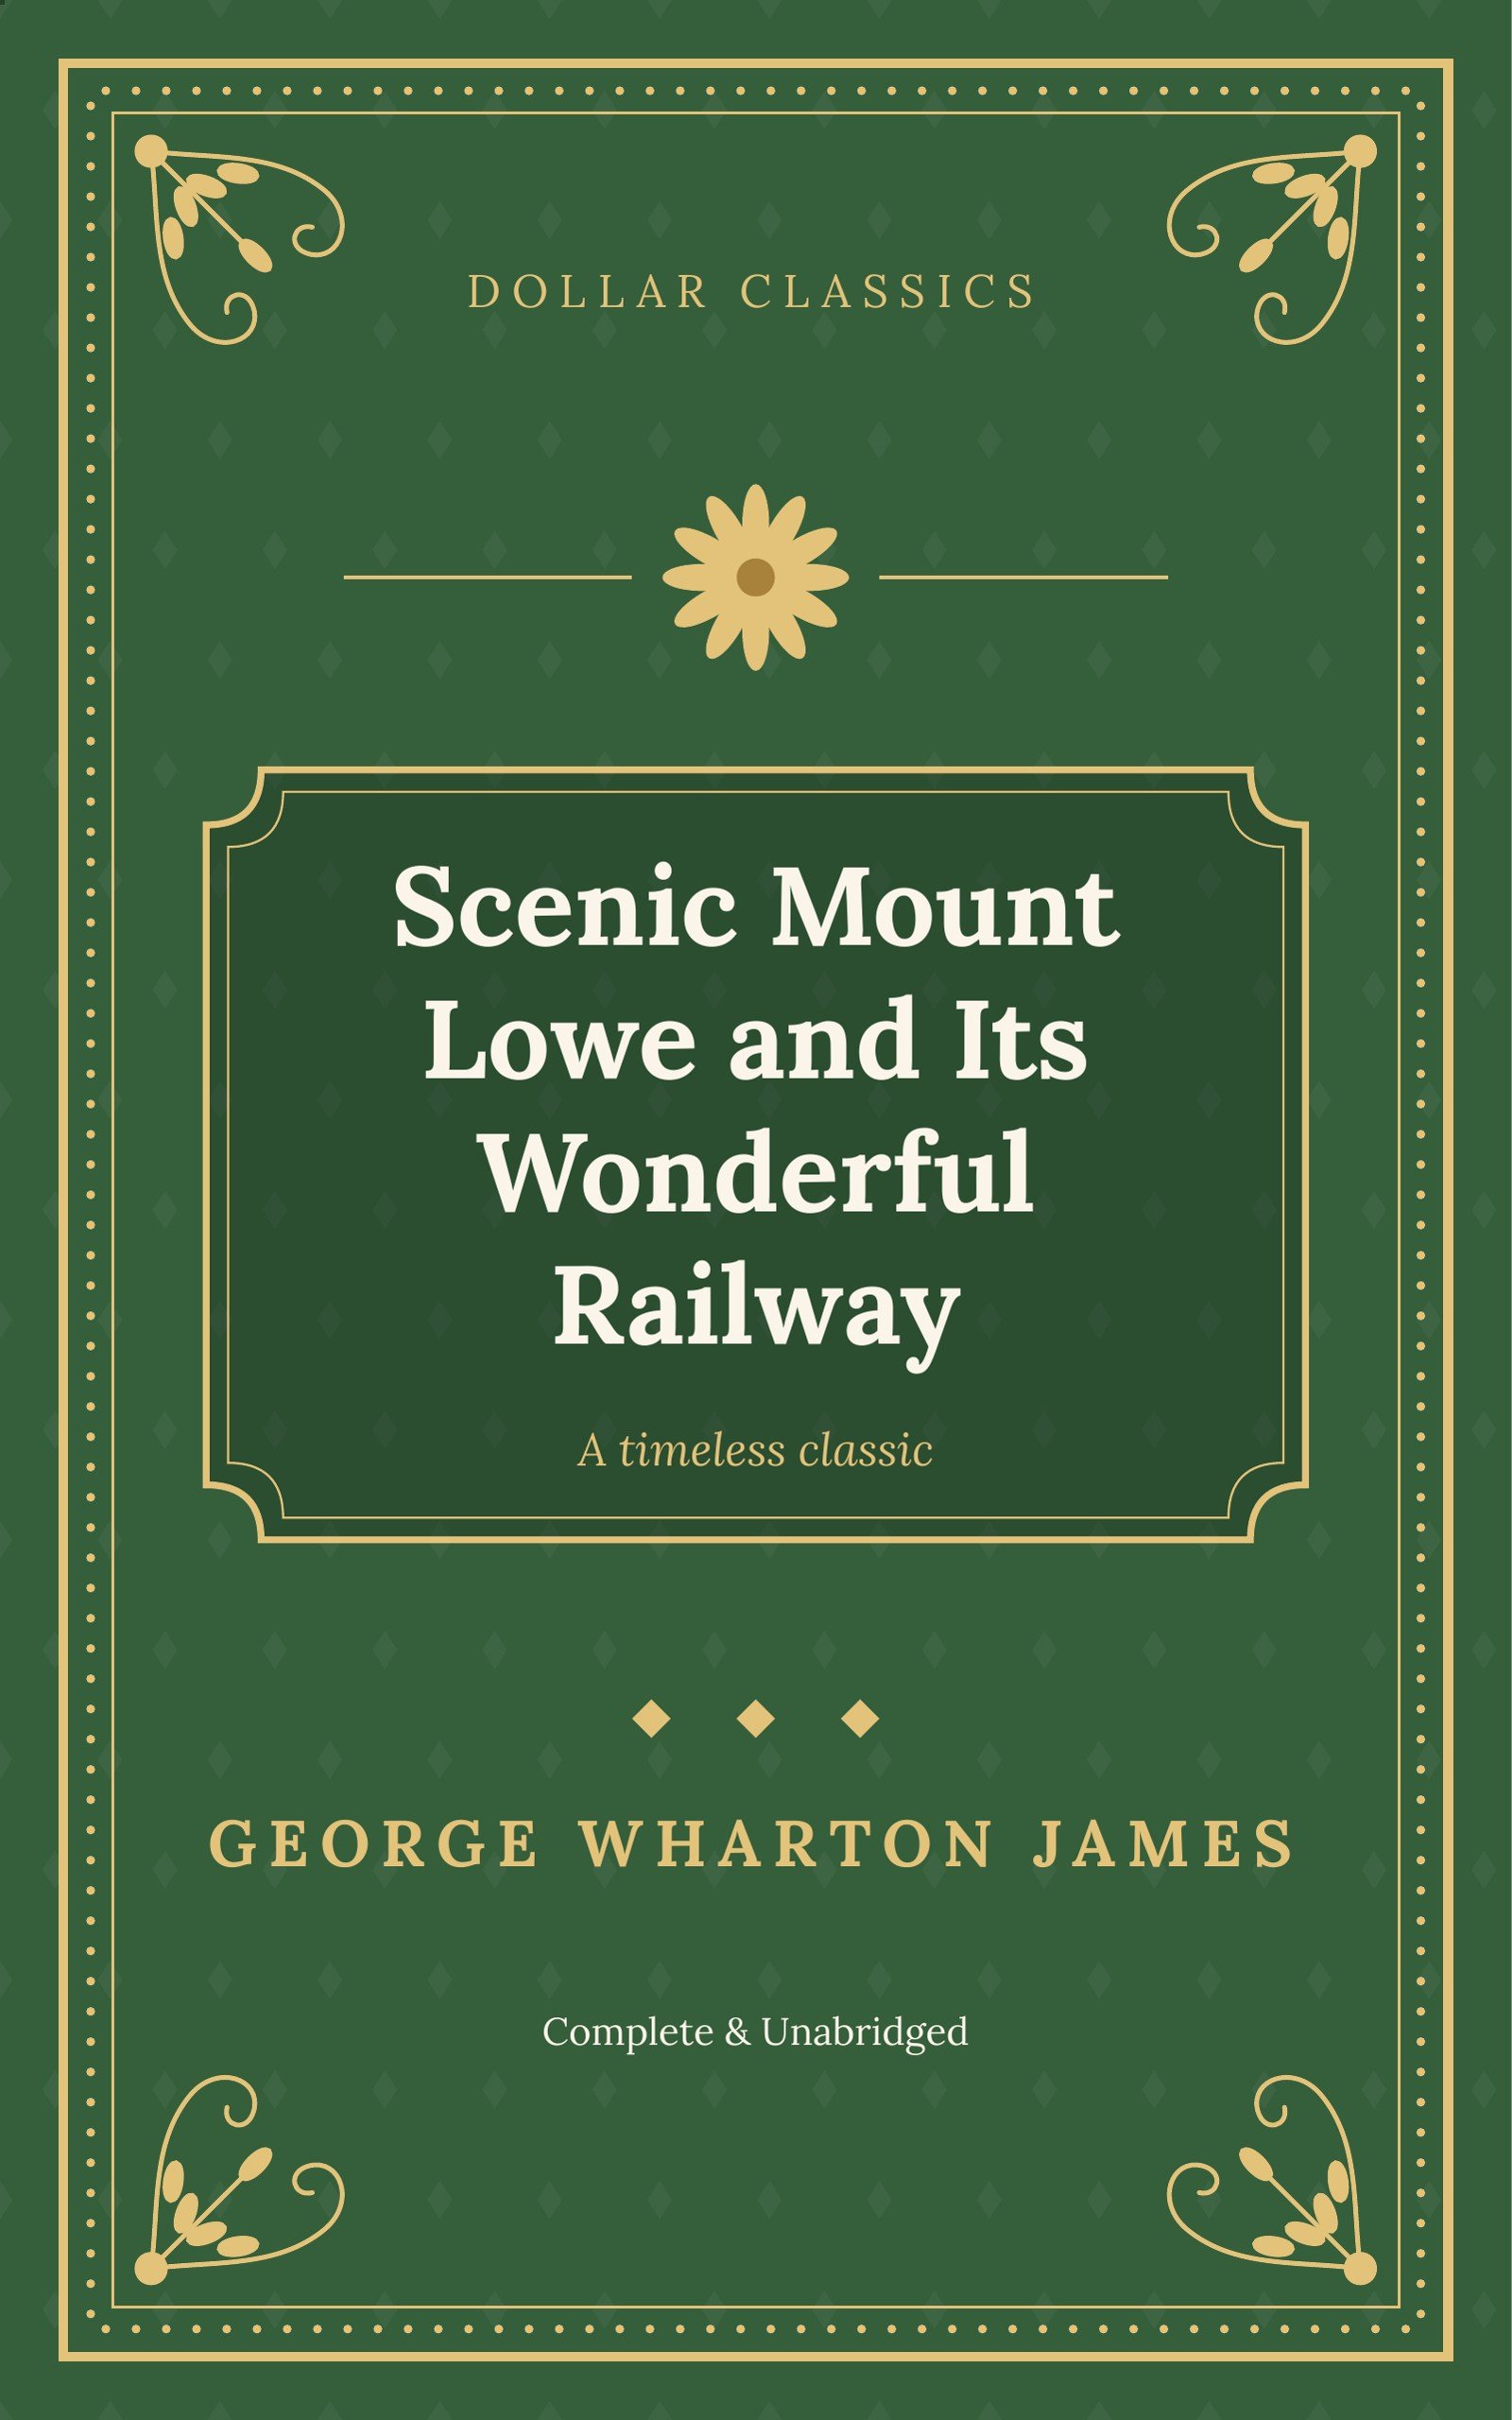 DOLLAR CLASSICS
Scenic Mount
Lowe and Its
Wonderful
Railway
A timeless classic
GEORGE WHARTON JAMES
Complete & Unabridged